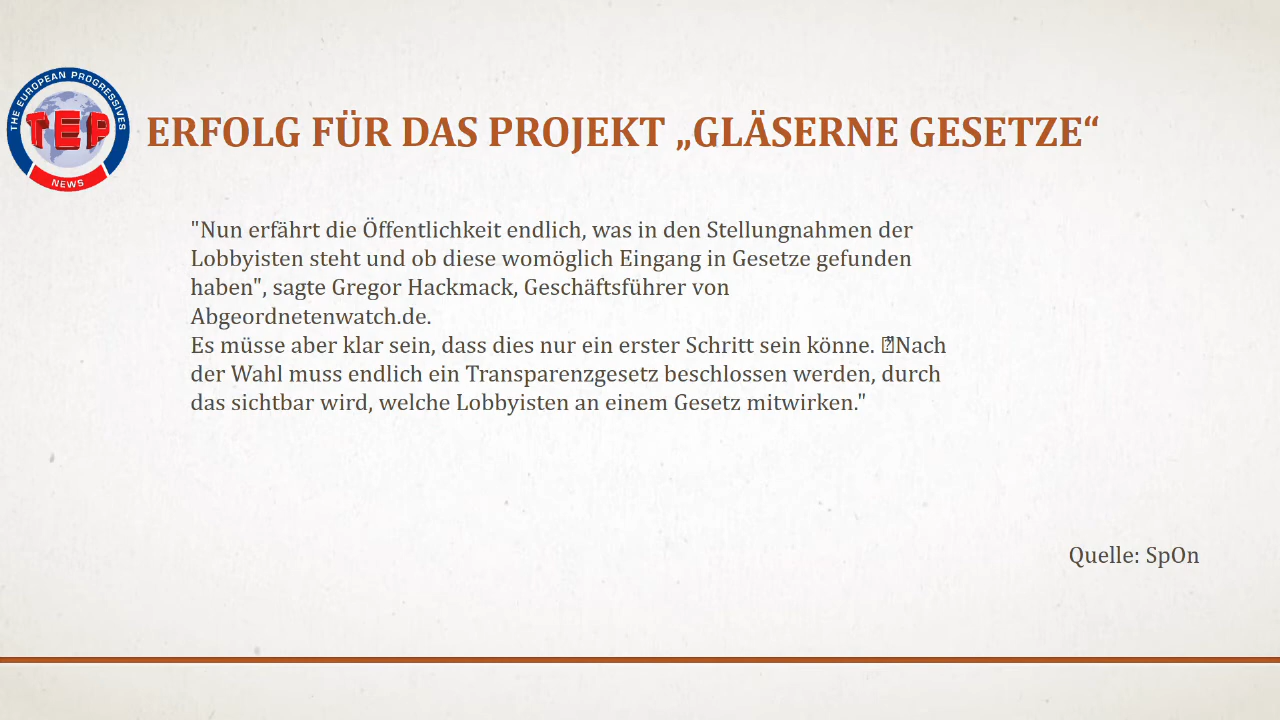 THE EUROPEAN PROGRESSIVES
TEP
NEWS
ERFOLG FÜR DAS PROJEKT „GLÄSERNE GESETZE“
"Nun erfährt die Öffentlichkeit endlich, was in den Stellungnahmen der
Lobbyisten steht und ob diese womöglich Eingang in Gesetze gefunden
haben", sagte Gregor Hackmack, Geschäftsführer von
Abgeordnetenwatch.de.
Es müsse aber klar sein, dass dies nur ein erster Schritt sein könne. Nach
der Wahl muss endlich ein Transparenzgesetz beschlossen werden, durch
das sichtbar wird, welche Lobbyisten an einem Gesetz mitwirken."
Quelle: SpOn